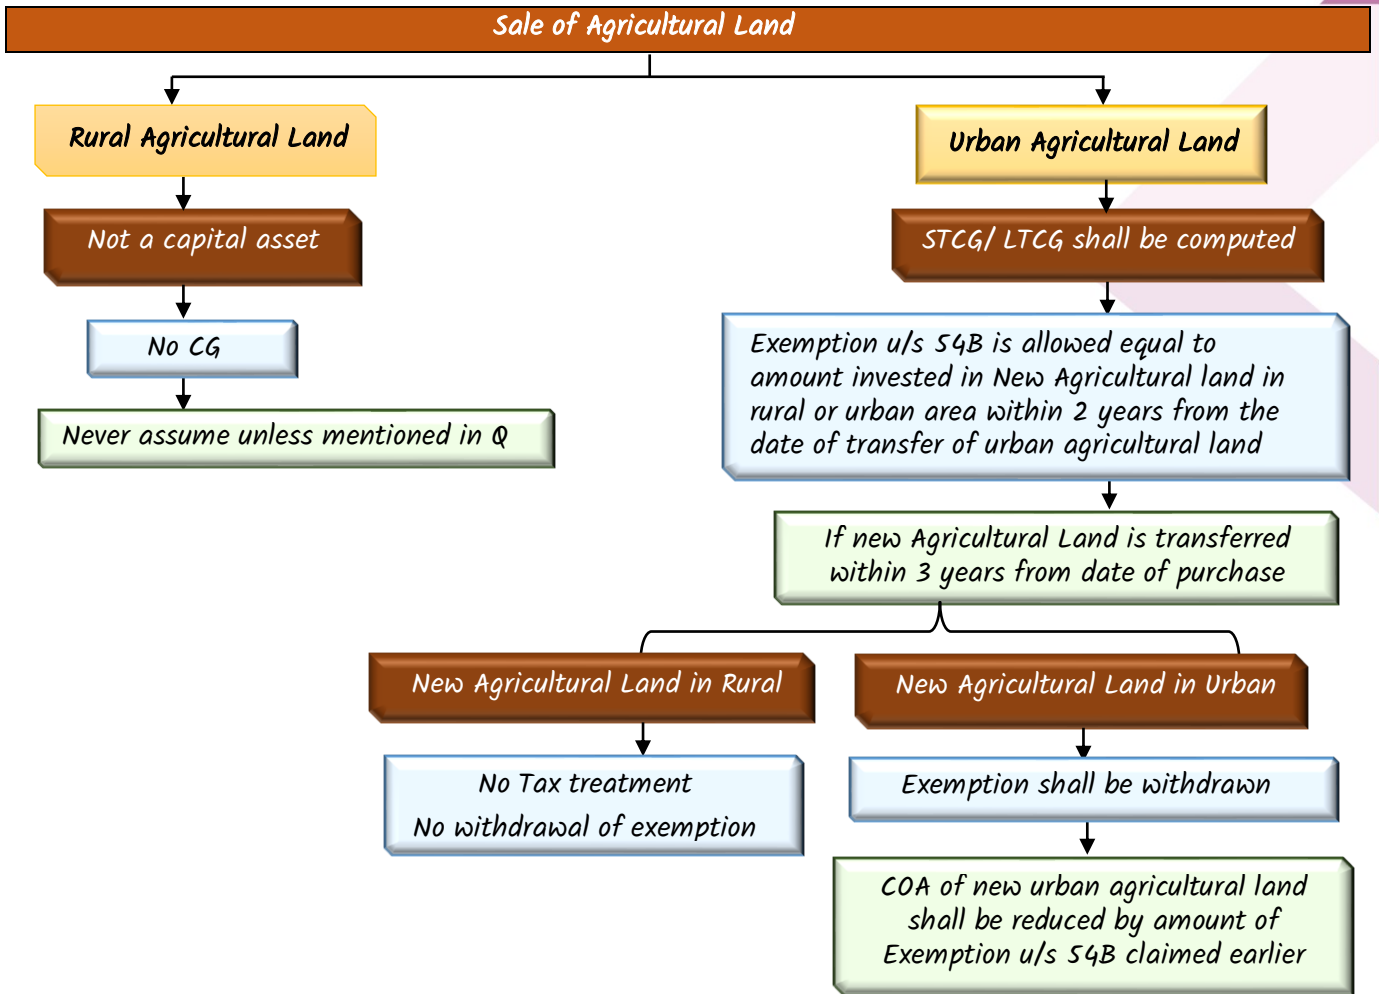 Sale of Agricultural Land
Rural Agricultural Land
Urban Agricultural Land
Not a capital asset
STCG/ LTCG shall be computed
No CG
Exemption u/s 54B is allowed equal to
amount invested in New Agricultural land in
rural or urban area within 2 years from the
date of transfer of urban agricultural land
Never assume unless mentioned in Q
If new Agricultural Land is transferred
within 3 years from date of purchase
New Agricultural Land in Rural
New Agricultural Land in Urban
No Tax treatment
No withdrawal of exemption
Exemption shall be withdrawn
COA of new urban agricultural land
shall be reduced by amount of
Exemption u/s 54B claimed earlier